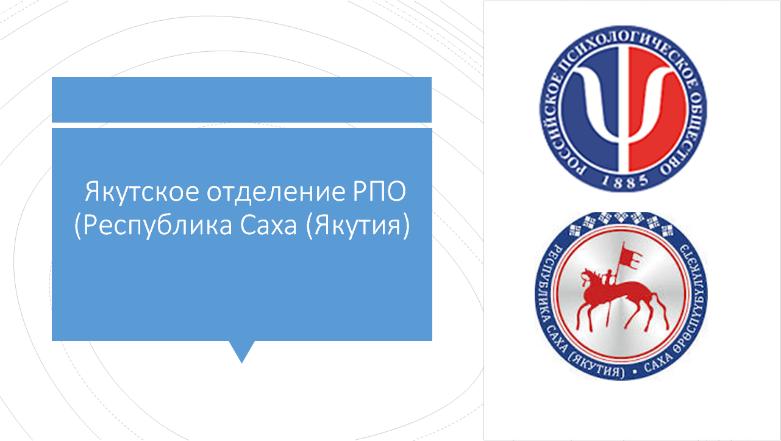 Якутское отделение РПО
(Республика Саха (Якутия)
РОССИЙСКОЕ ПСИХОЛОГИЧЕСКОЕ ОБЩЕСТВО
1885
РЕСПУБЛИКА САХА (ЯКУТИЯ) • САХА ӨРӨСПҮҮБҮЛҮКЭТЭ